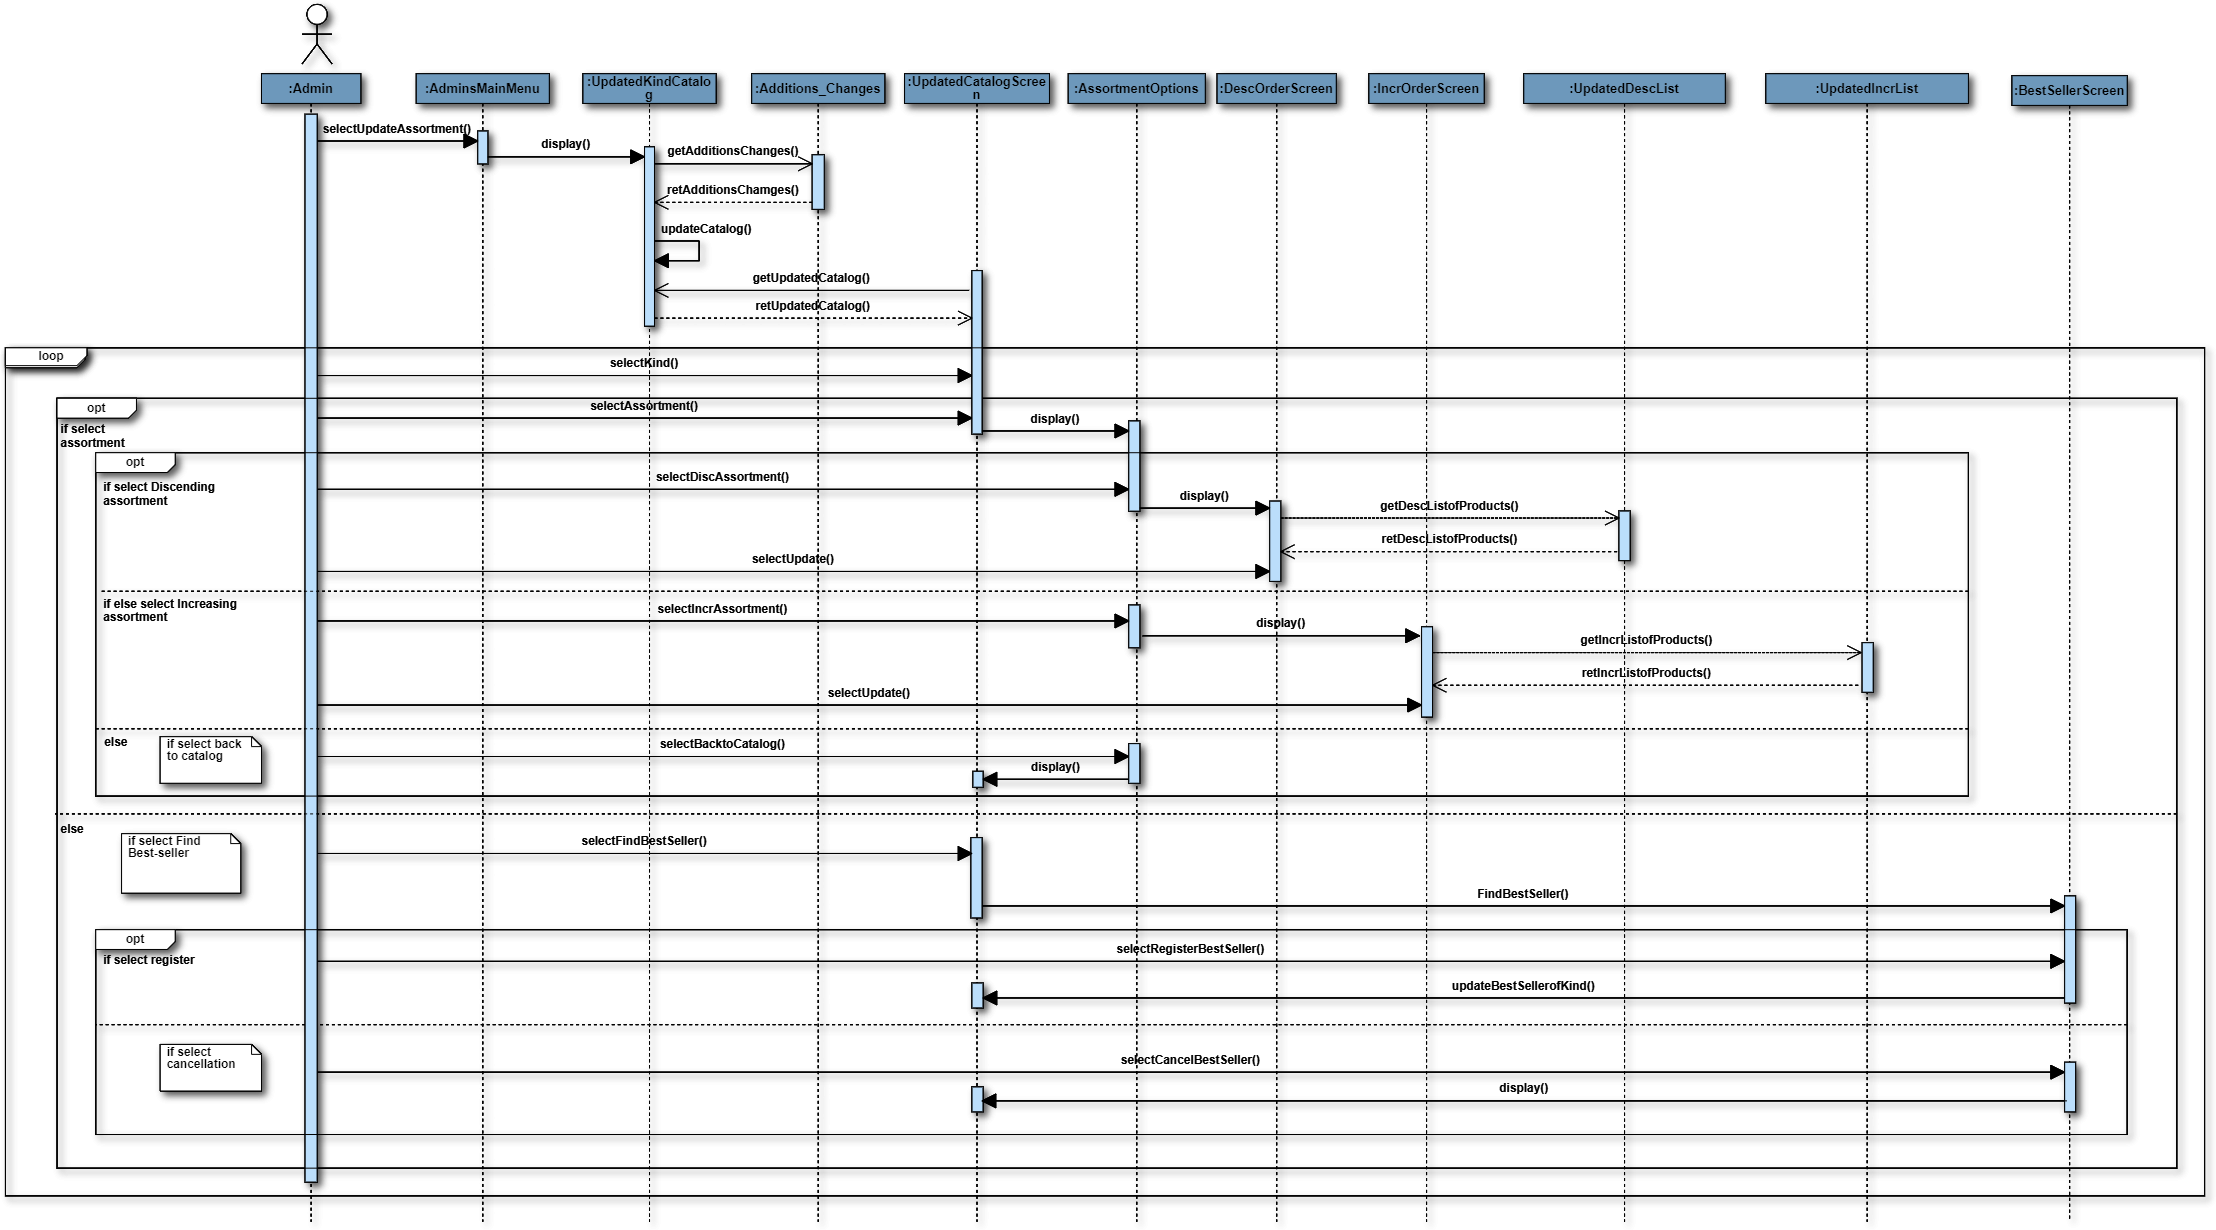 :Admin
:AdminsMainMenu
:UpdatedKindCatalo
g
:Additions_Changes
:UpdatedCatalogScree
n
:AssortmentOptions
:DescOrderScreen
:IncrOrderScreen
:UpdatedDescList
:UpdatedIncrList
:BestSellerScreen
selectUpdateAssortment()
display()
getAdditionsChanges()
retAdditionsChamges()
updateCatalog()
getUpdatedCatalog()
retUpdatedCatalog()
loop
selectKind()
opt
selectAssortment()
if select
assortment
display()
opt
if select Discending
assortment
selectDiscAssortment()
display()
getDescListofProducts()
retDescListofProducts()
selectUpdate()
if else select Increasing
assortment
selectIncrAssortment()
display()
getIncrListofProducts()
retIncrListofProducts()
selectUpdate()
else
if select back
to catalog
selectBacktoCatalog()
display()
else
if select Find
Best-seller
selectFindBestSeller()
FindBestSeller()
opt
if select register
selectRegisterBestSeller()
updateBestSellerofKind()
if select
cancellation
selectCancelBestSeller()
display()